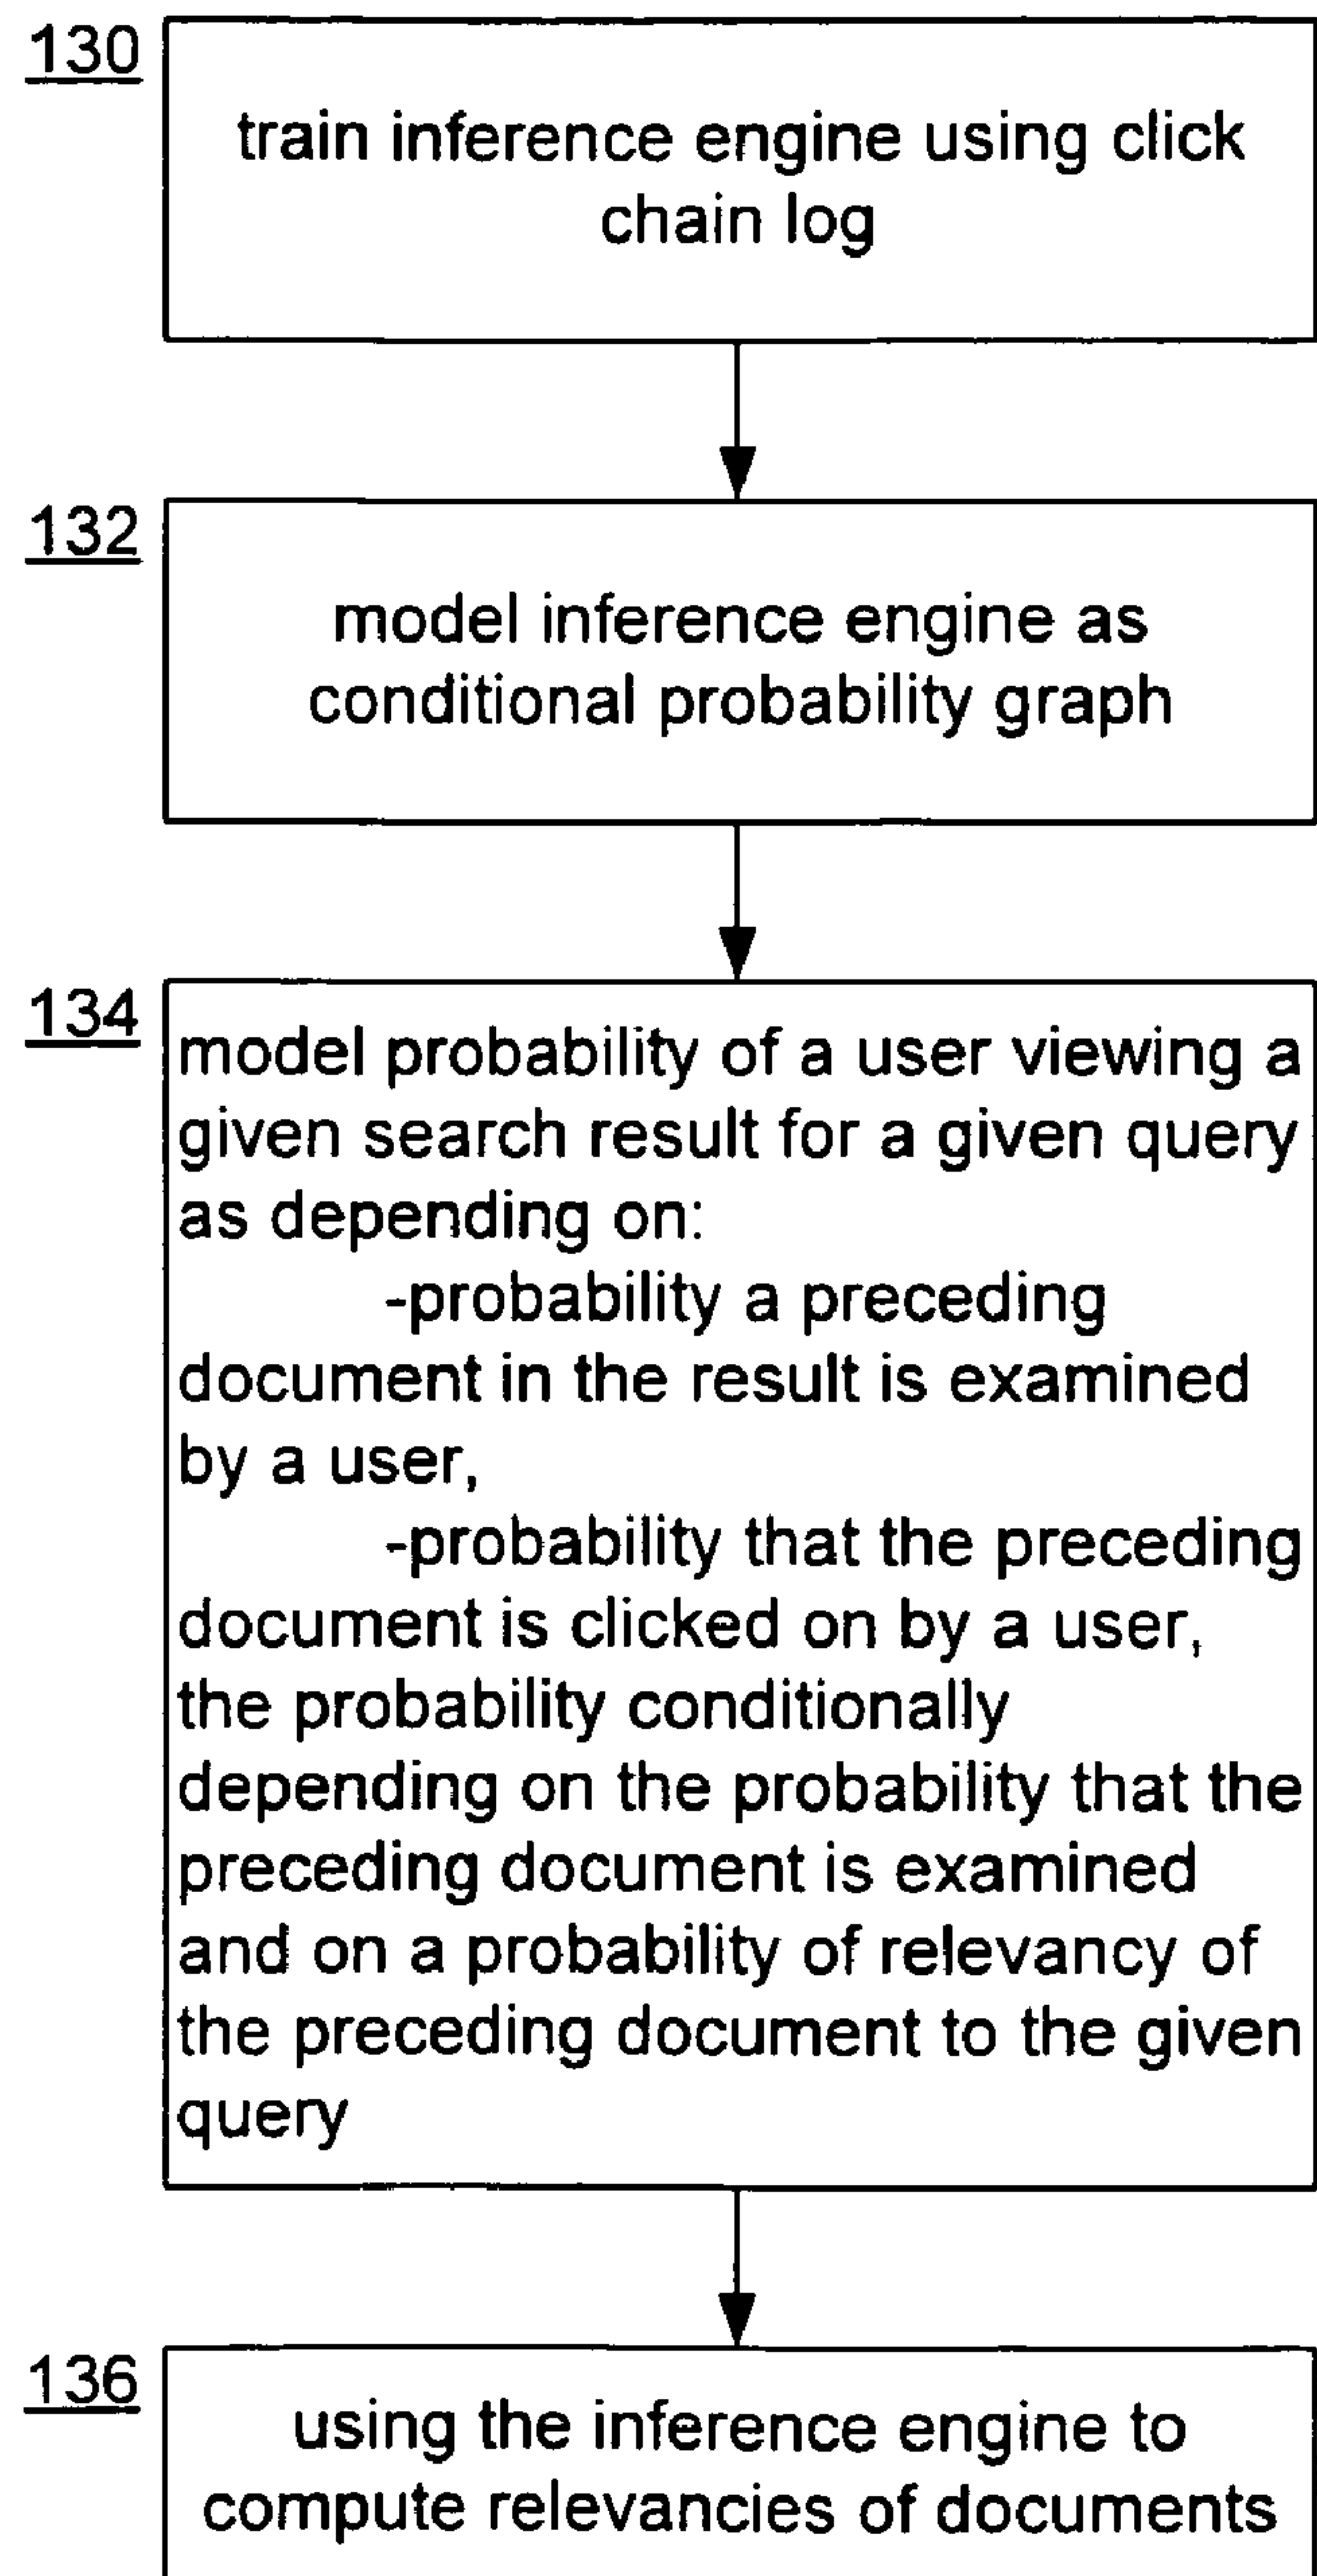 130
train inference engine using click
chain log
132
model inference engine as
conditional probability graph
134
model probability of a user viewing a
given search result for a given query
as depending on:
-probability a preceding
document in the result is examined
by a user,
-probability that the preceding
document is clicked on by a user,
the probability conditionally
depending on the probability that the
preceding document is examined
and on a probability of relevancy of
the preceding document to the given
query
136
using the inference engine to
compute relevancies of documents